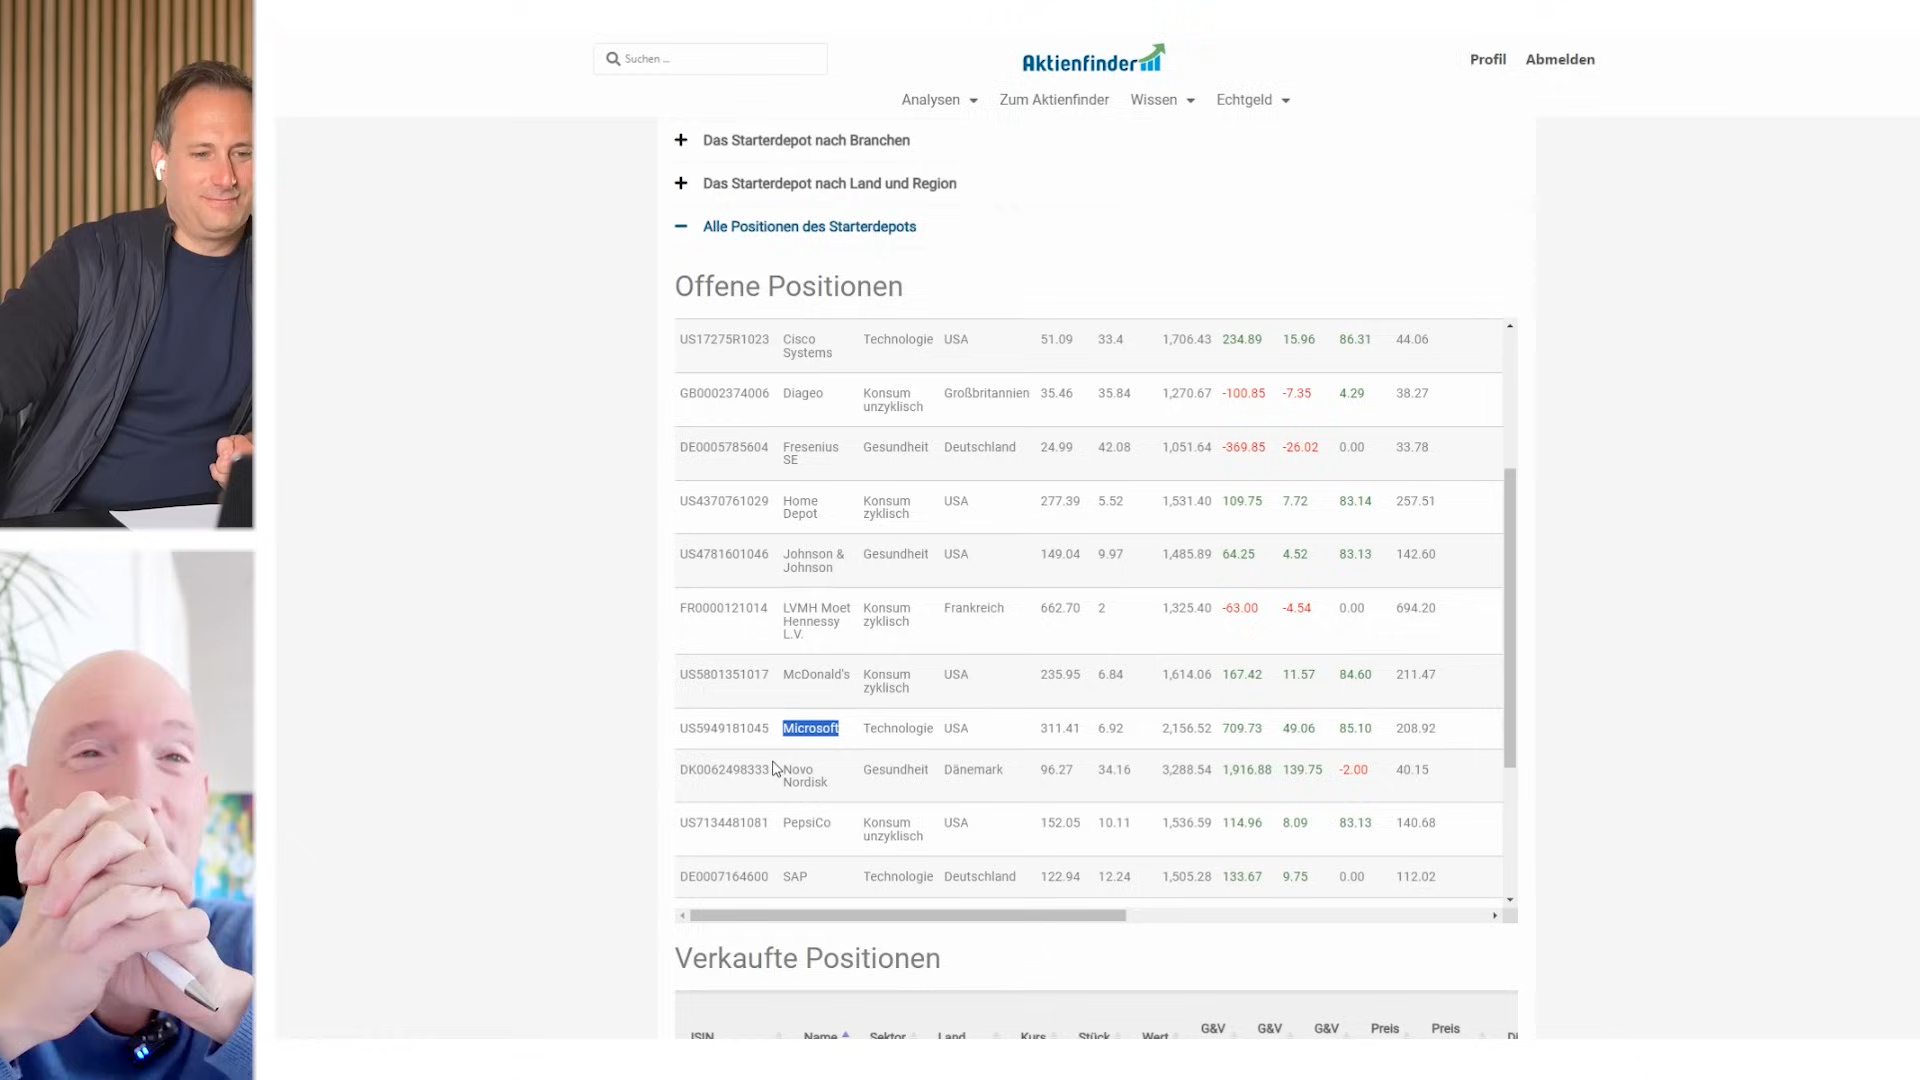 Suchen ...
Aktienfinder
Profil Abmelden
Analysen Zum Aktienfinder Wissen Echtgeld
Das Starterdepot nach Branchen
Das Starterdepot nach Land und Region
Alle Positionen des Starterdepots
Offene Positionen
US17275R1023 Cisco Systems Technologie USA 51.09 33.4 1,706.43 234.89 15.96 86.31 44.06
GB0002374006 Diageo Konsum unzyklisch Großbritannien 35.46 35.84 1,270.67 -100.85 -7.35 4.29 38.27
DE0005785604 Fresenius SE Gesundheit Deutschland 24.99 42.08 1,051.64 -369.85 -26.02 0.00 33.78
US4370761029 Home Depot Konsum zyklisch USA 277.39 5.52 1,531.40 109.75 7.72 83.14 257.51
US4781601046 Johnson & Johnson Gesundheit USA 149.04 9.97 1,485.89 64.25 4.52 83.13 142.60
FR0000121014 LVMH Moet Hennessy L.V. Konsum zyklisch Frankreich 662.70 2 1,325.40 -63.00 -4.54 0.00 694.20
US5801351017 McDonald's Konsum zyklisch USA 235.95 6.84 1,614.06 167.42 11.57 84.60 211.47
US5949181045 Microsoft Technologie USA 311.41 6.92 2,156.52 709.73 49.06 85.10 208.92
DK0062498333 Novo Nordisk Gesundheit Dänemark 96.27 34.16 3,288.54 1,916.88 139.75 -2.00 40.15
US7134481081 PepsiCo Konsum unzyklisch USA 152.05 10.11 1,536.59 114.96 8.09 83.13 140.68
DE0007164600 SAP Technologie Deutschland 122.94 12.24 1,505.28 133.67 9.75 0.00 112.02
Verkaufte Positionen
ISIN Name Sektor Land Kurs Stück Wert G&V G&V G&V Preis Preis